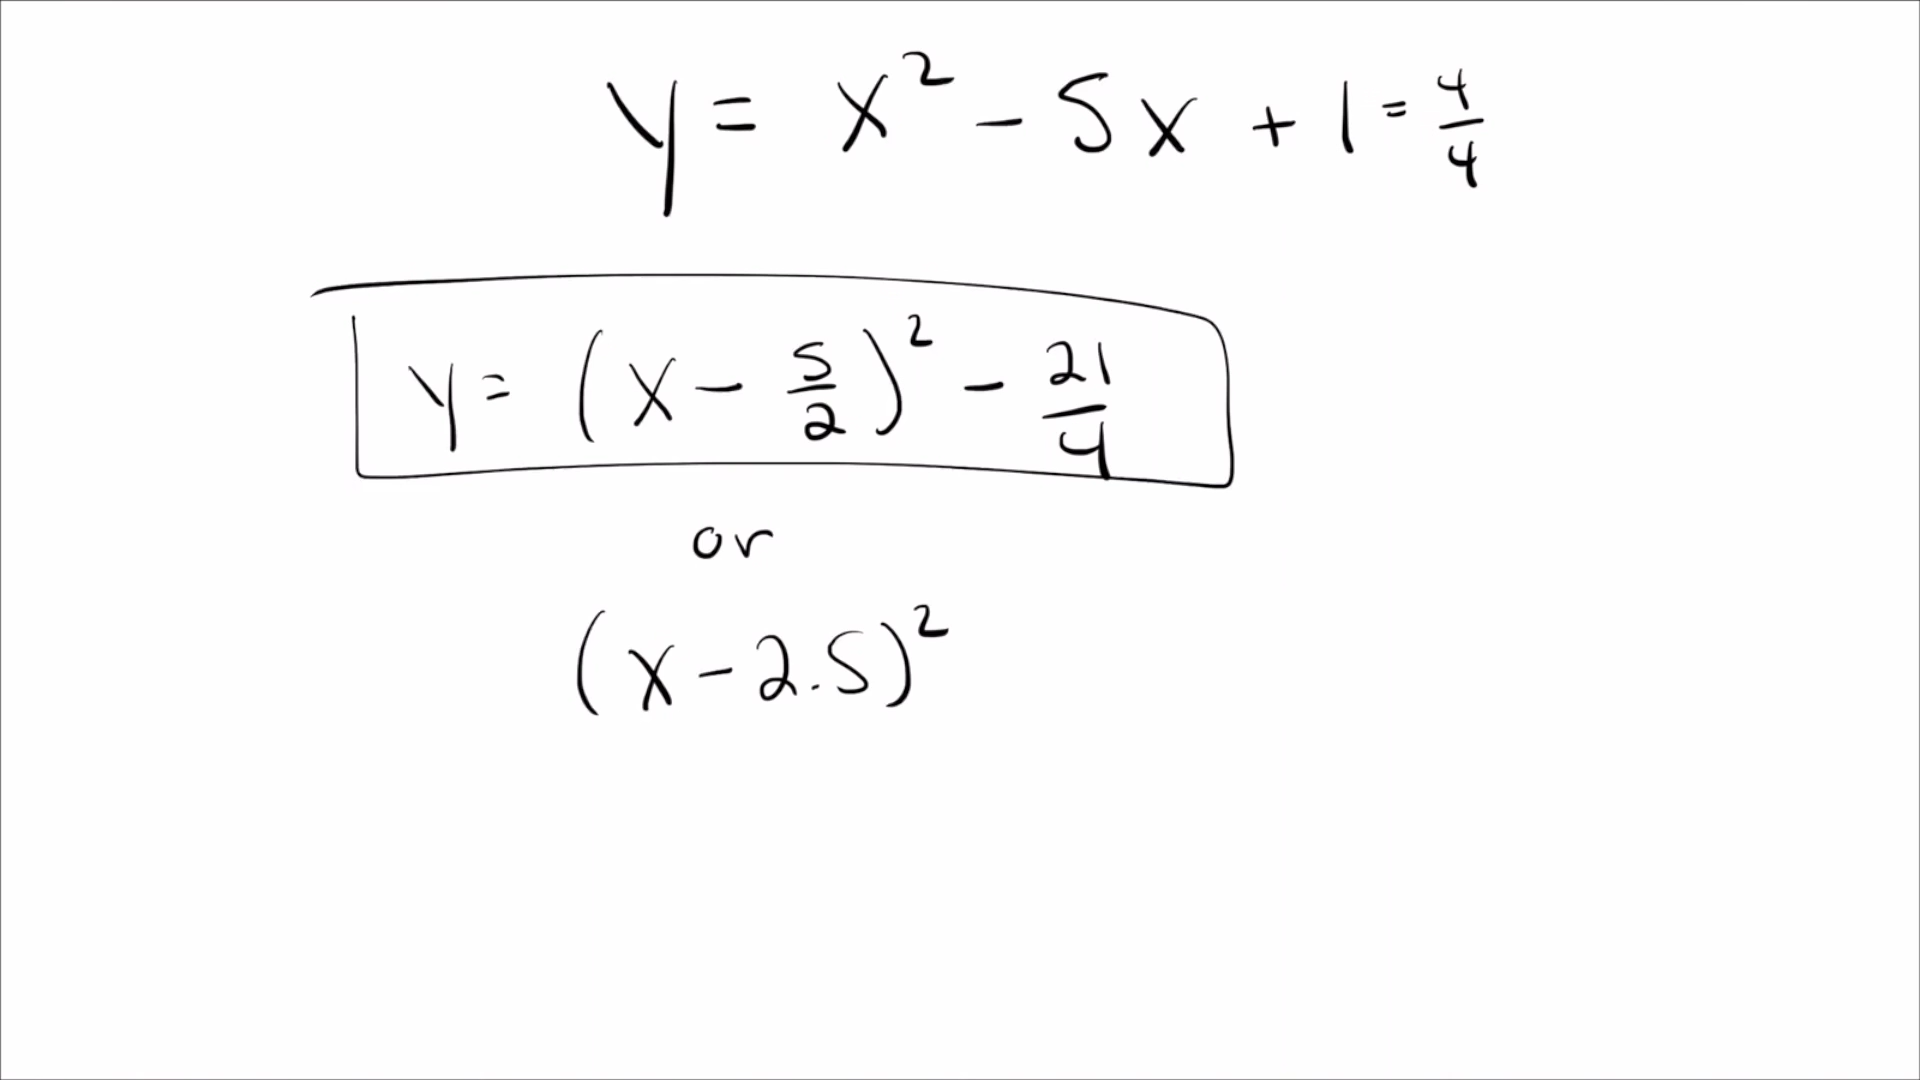 y = x² - 5x + 1 = 4/4
y = (x - 5/2)² - 21/4
or
(x - 2.5)²